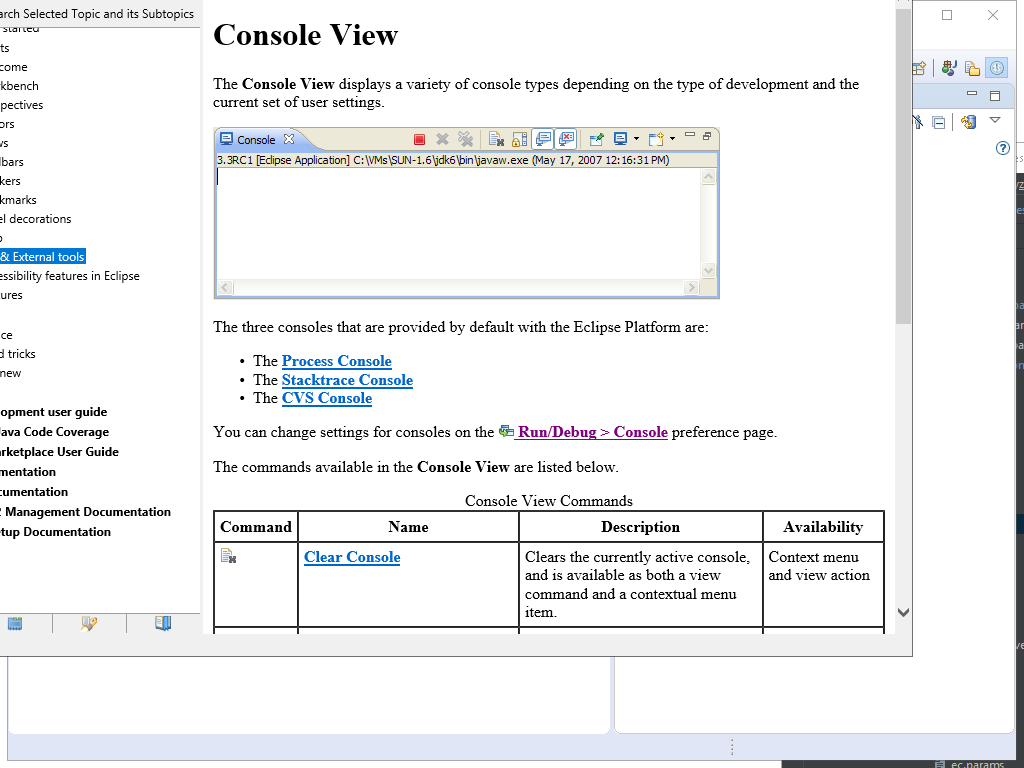 arch Selected Topic and its Subtopics
started
ts
come
kbench
pectives
ors
vs
lbars
kers
kmarks
el decorations
& External tools
essibility features in Eclipse
ures
ce
d tricks
new
opment user guide
Java Code Coverage
rketplace User Guide
mentation
cumentation
2 Management Documentation
etup Documentation
Console View
The Console View displays a variety of console types depending on the type of development and the
current set of user settings.
Console
3.3RC1 [Eclipse Application] C:\VMs\SUN-1.6\jdk6\bin\javaw.exe (May 17, 2007 12:16:31 PM)
The three consoles that are provided by default with the Eclipse Platform are:
• The Process Console
• The Stacktrace Console
• The CVS Console
You can change settings for consoles on the Run/Debug > Console preference page.
The commands available in the Console View are listed below.
Console View Commands
Command Name Description Availability
Clear Console Clears the currently active console, Context menu
and is available as both a view and view action
command and a contextual menu
item.
ec.params